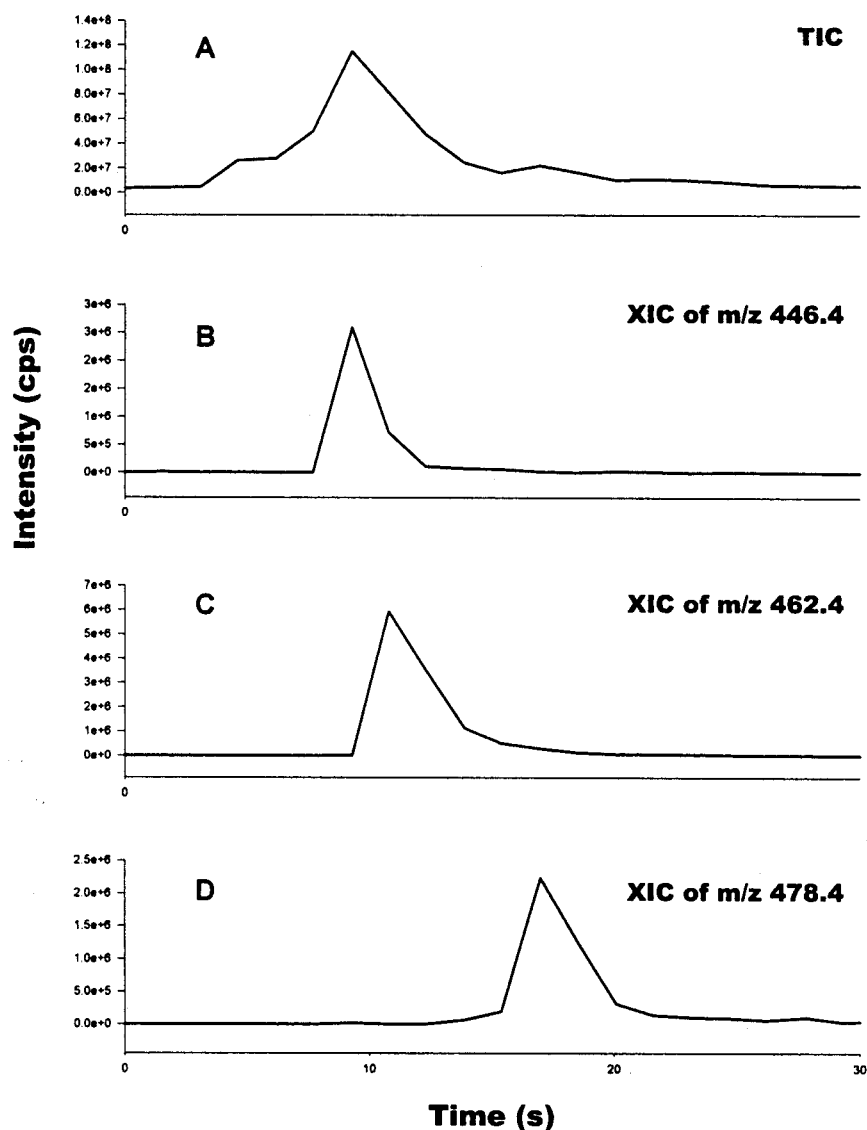 A
TIC
1.4e+8
1.2e+8
1.0e+8
8.0e+7
6.0e+7
4.0e+7
2.0e+7
0.0e+0
0
B
XIC of m/z 446.4
3e+6
3e+6
2e+6
2e+6
1e+6
5e+5
0e+0
0
Intensity (cps)
C
XIC of m/z 462.4
7e+6
6e+6
5e+6
4e+6
3e+6
2e+6
1e+6
0e+0
0
D
XIC of m/z 478.4
2.5e+6
2.0e+6
1.5e+6
1.0e+6
5.0e+5
0.0e+0
0
10
20
30
Time (s)